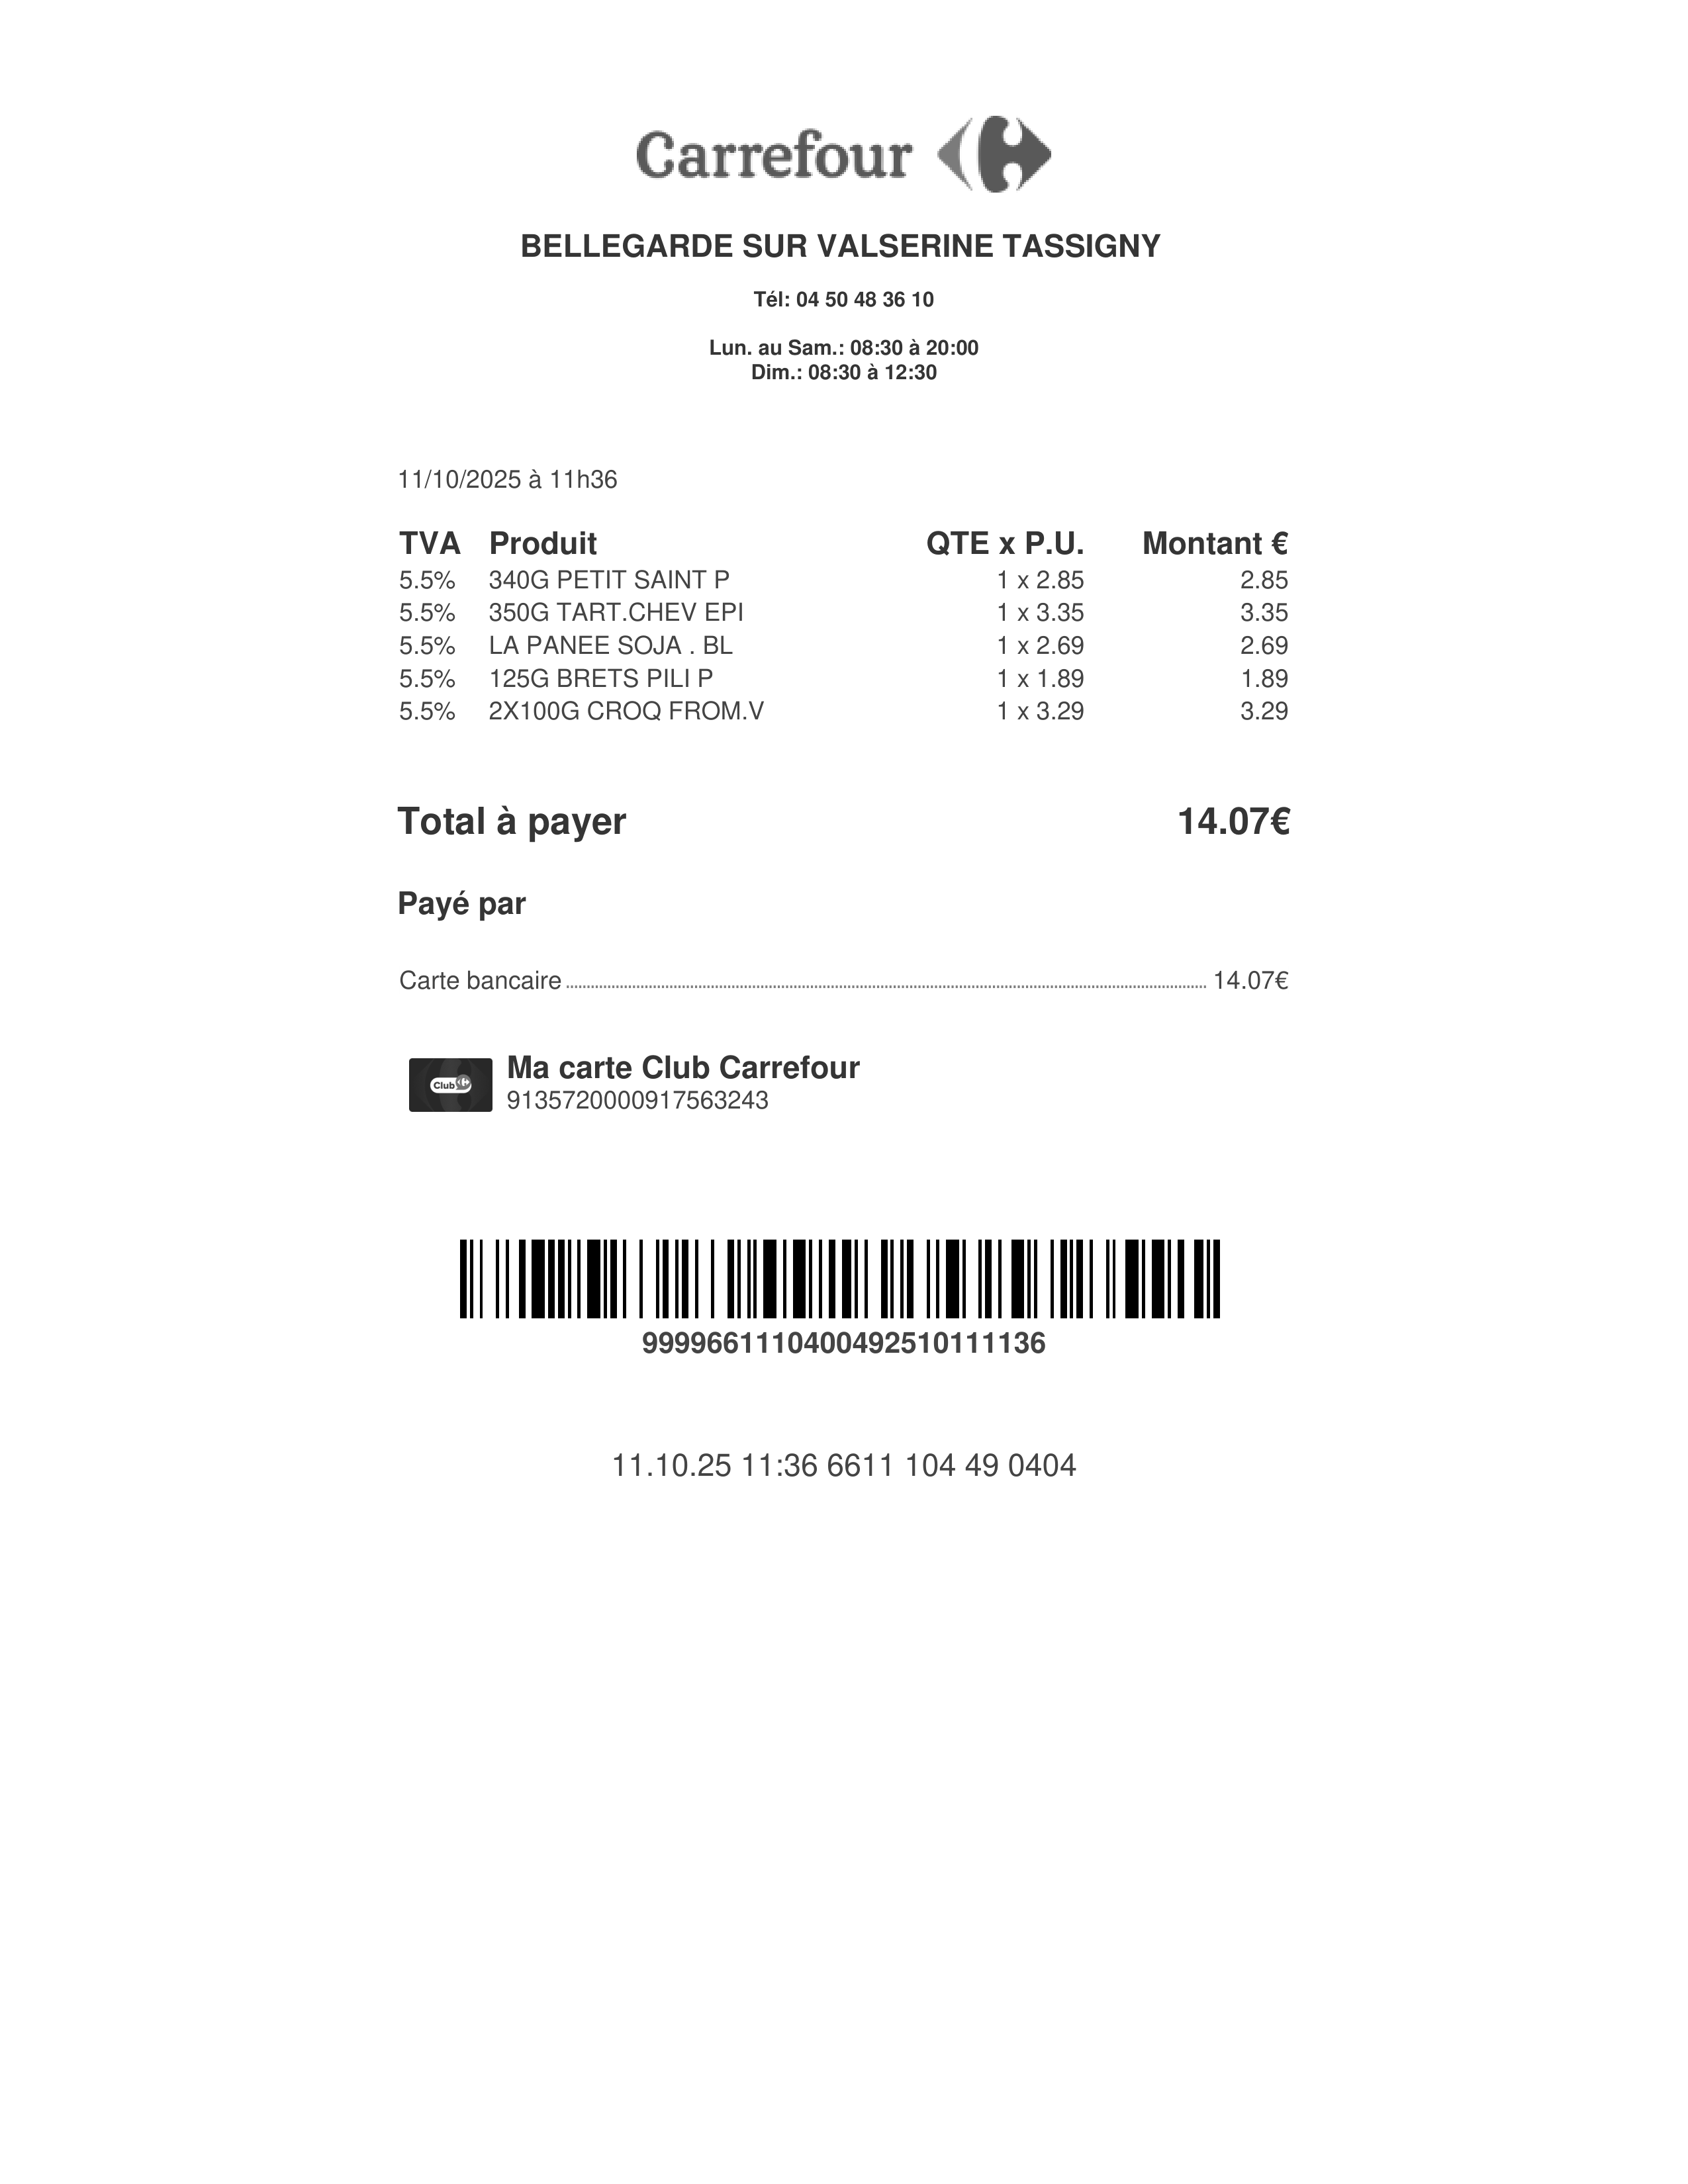 Carrefour
BELLEGARDE SUR VALSERINE TASSIGNY
Tél: 04 50 48 36 10
Lun. au Sam.: 08:30 à 20:00
Dim.: 08:30 à 12:30
11/10/2025 à 11h36
TVA Produit QTE x P.U. Montant €
5.5% 340G PETIT SAINT P 1 x 2.85 2.85
5.5% 350G TART.CHEV EPI 1 x 3.35 3.35
5.5% LA PANEE SOJA . BL 1 x 2.69 2.69
5.5% 125G BRETS PILI P 1 x 1.89 1.89
5.5% 2X100G CROQ FROM.V 1 x 3.29 3.29
Total à payer 14.07€
Payé par
Carte bancaire 14.07€
Club
Ma carte Club Carrefour
9135720000917563243
9999661110400492510111136
11.10.25 11:36 6611 104 49 0404